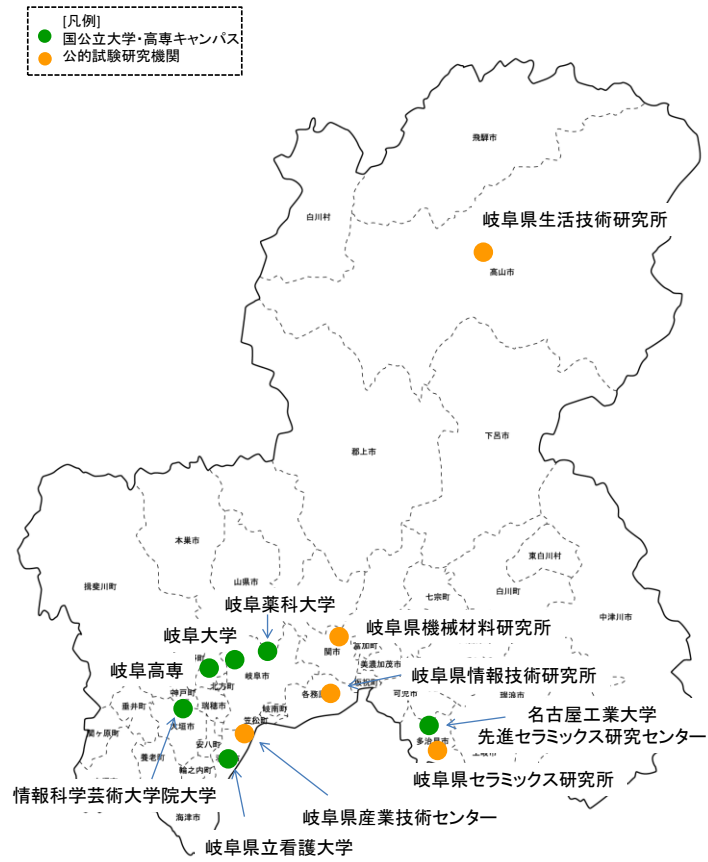 [凡例]
国公立大学・高専キャンパス
公的試験研究機関
飛騨市
白川村
岐阜県生活技術研究所
高山市
郡上市
下呂市
本巣市
東白川村
揖斐川町
山県市
七宗町
白川町
中津川市
岐阜薬科大学
岐阜大学
岐阜県機械材料研究所
関市
富加町
美濃加茂市
岐阜高専
岐阜市
岐阜県情報技術研究所
神戸町
北方町
各務
坂祝町
可児市
瑞浪市
垂井町
瑞穂市
岐南町
名古屋工業大学
先進セラミックス研究センター
大垣市
笠松町
関ヶ原町
安八町
多治見市
養老町
輪之内町
土岐市
岐阜県セラミックス研究所
情報科学芸術大学院大学
海津市
岐阜県産業技術センター
岐阜県立看護大学